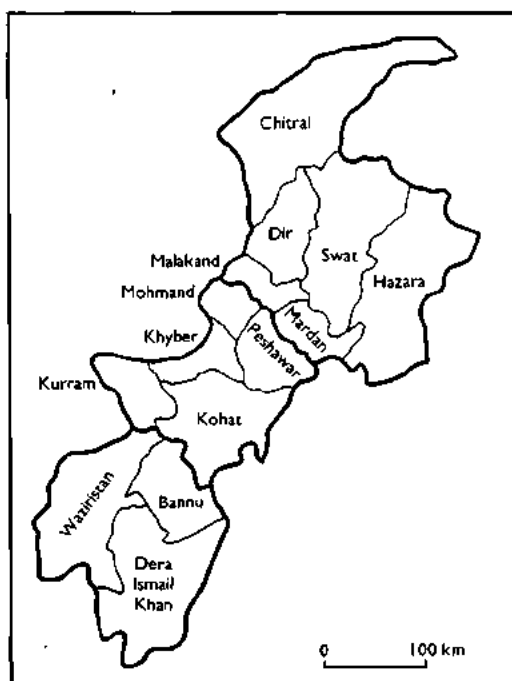 Chitral
Dir
Swat
Malakand
Hazara
Mohmand
Mardan
Khyber
Peshawar
Kurram
Kohat
Waziristan
Bannu
Dera
Ismail
Khan
0 100 km